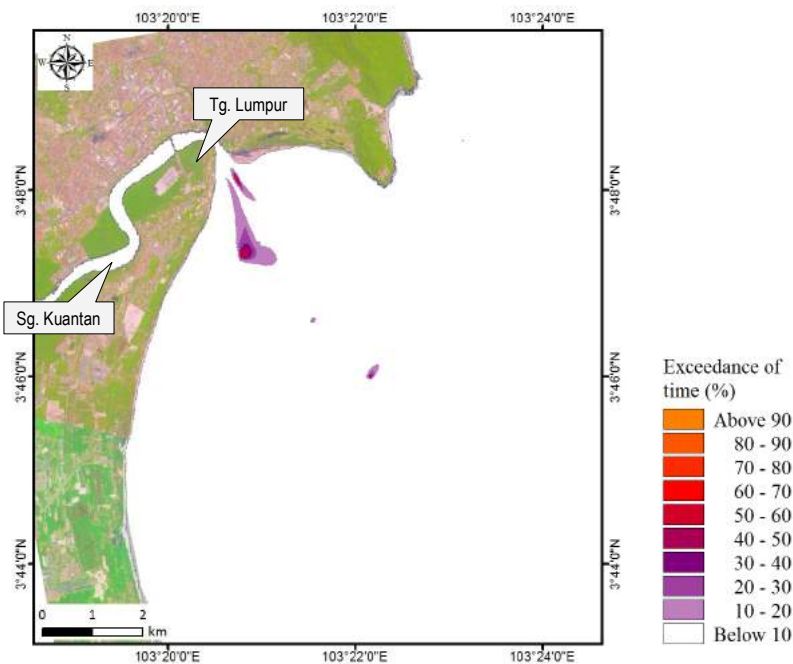 103°20'0"E 103°22'0"E 103°24'0"E
N
W E
S
Tg. Lumpur
3°48'0"N 3°48'0"N
Sg. Kuantan
3°46'0"N 3°46'0"N
Exceedance of
time (%)
Above 90
80 - 90
70 - 80
60 - 70
50 - 60
40 - 50
30 - 40
20 - 30
10 - 20
Below 10
3°44'0"N 3°44'0"N
0 1 2
km
103°20'0"E 103°22'0"E 103°24'0"E